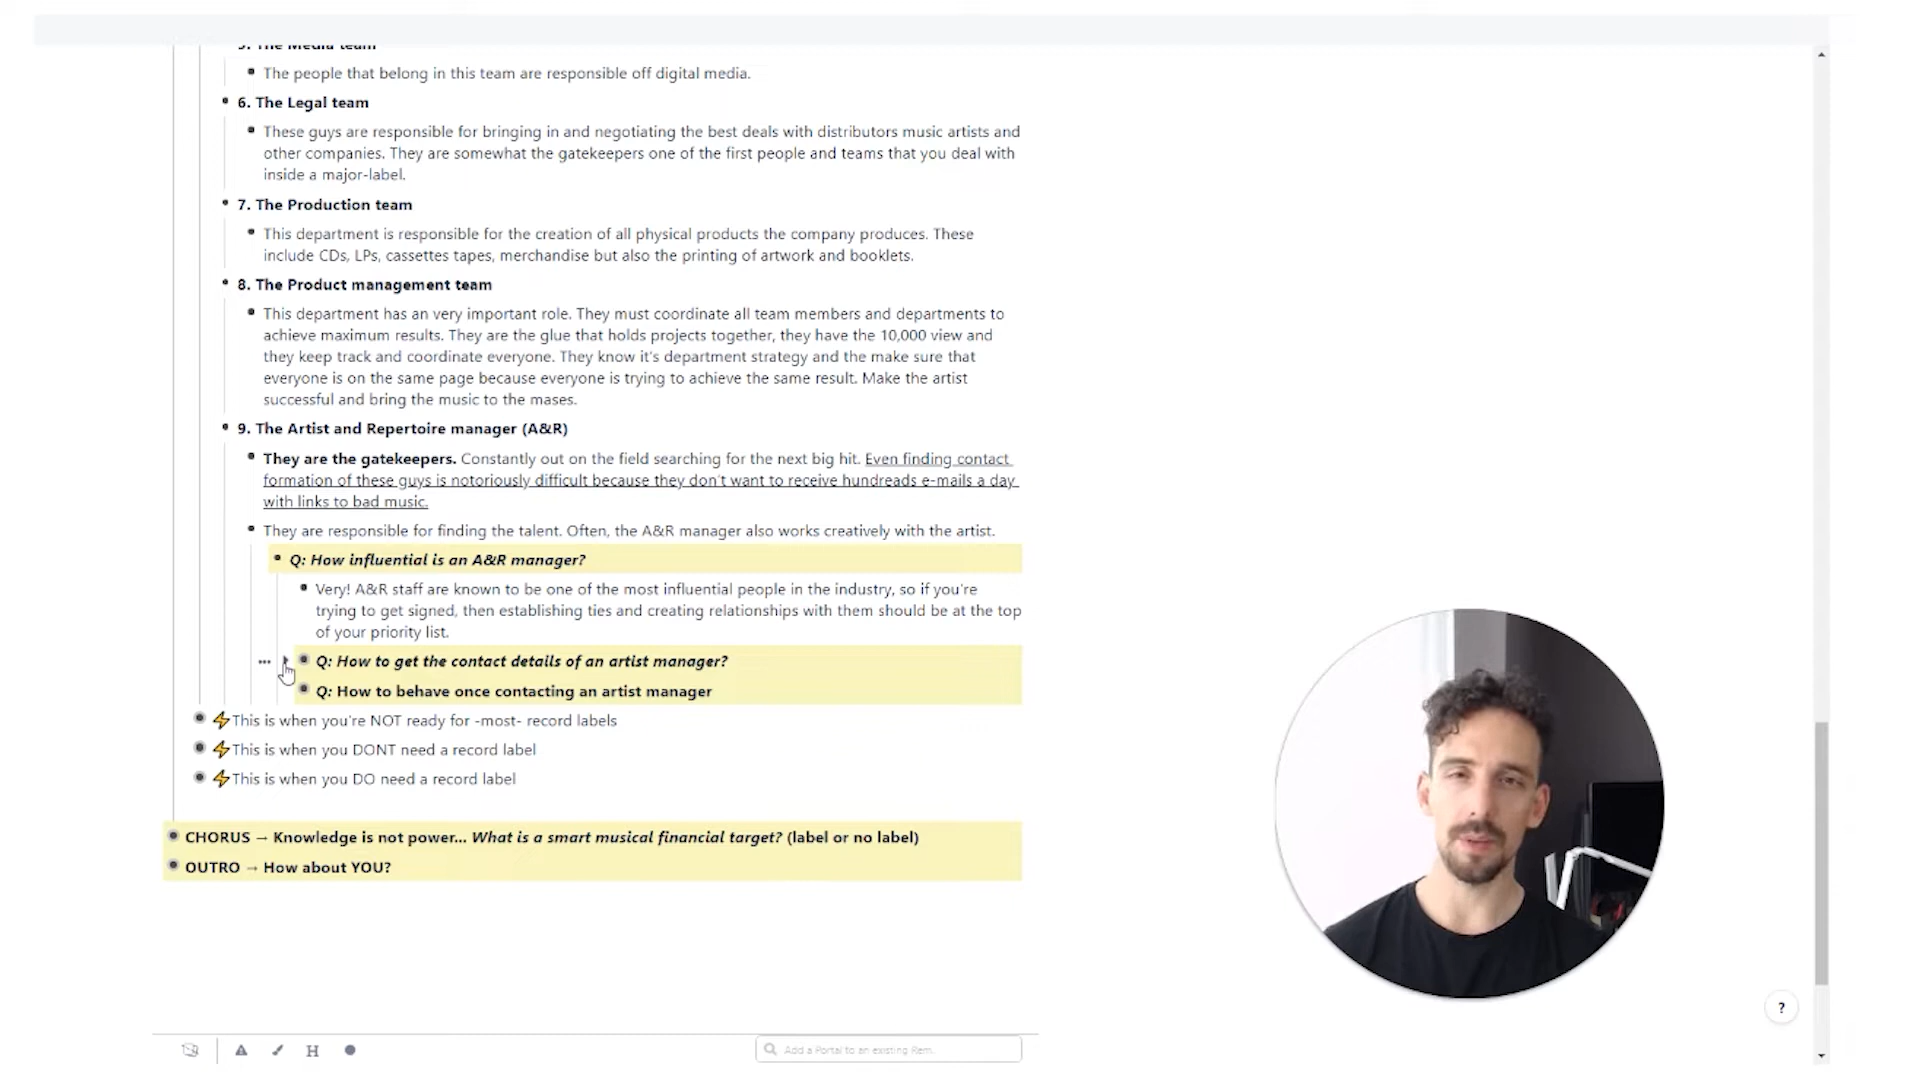 5. The Media team
The people that belong in this team are responsible off digital media.
6. The Legal team
These guys are responsible for bringing in and negotiating the best deals with distributors music artists and
other companies. They are somewhat the gatekeepers one of the first people and teams that you deal with
inside a major-label.
7. The Production team
This department is responsible for the creation of all physical products the company produces. These
include CDs, LPs, cassettes tapes, merchandise but also the printing of artwork and booklets.
8. The Product management team
This department has an very important role. They must coordinate all team members and departments to
achieve maximum results. They are the glue that holds projects together, they have the 10,000 view and
they keep track and coordinate everyone. They know it's department strategy and the make sure that
everyone is on the same page because everyone is trying to achieve the same result. Make the artist
successful and bring the music to the mases.
9. The Artist and Repertoire manager (A&R)
They are the gatekeepers. Constantly out on the field searching for the next big hit. Even finding contact
formation of these guys is notoriously difficult because they don't want to receive hundreads e-mails a day
with links to bad music.
They are responsible for finding the talent. Often, the A&R manager also works creatively with the artist.
Q: How influential is an A&R manager?
Very! A&R staff are known to be one of the most influential people in the industry, so if you're
trying to get signed, then establishing ties and creating relationships with them should be at the top
of your priority list.
Q: How to get the contact details of an artist manager?
Q: How to behave once contacting an artist manager
⚡This is when you're NOT ready for -most- record labels
⚡This is when you DONT need a record label
⚡This is when you DO need a record label
CHORUS → Knowledge is not power... What is a smart musical financial target? (label or no label)
OUTRO → How about YOU?
?
H
Add a Portal to an existing Rem.